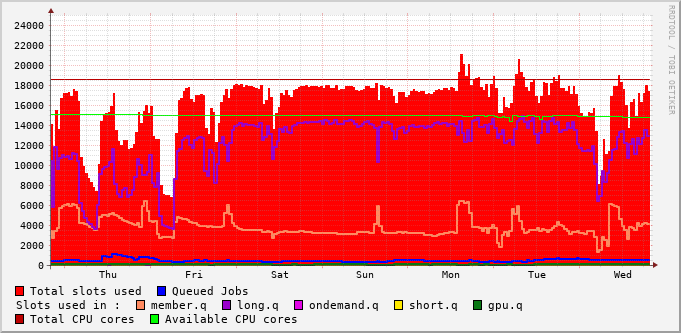 24000
22000
20000
18000
16000
14000
12000
10000
8000
6000
4000
2000
0
Thu Fri Sat Sun Mon Tue Wed
RRDTOOL / TOBI OETIKER
Total slots used Queued Jobs
Slots used in : member.q long.q ondemand.q short.q gpu.q
Total CPU cores Available CPU cores